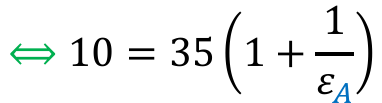 ⟺ 10 = 35 (1 + 1/ε_A)